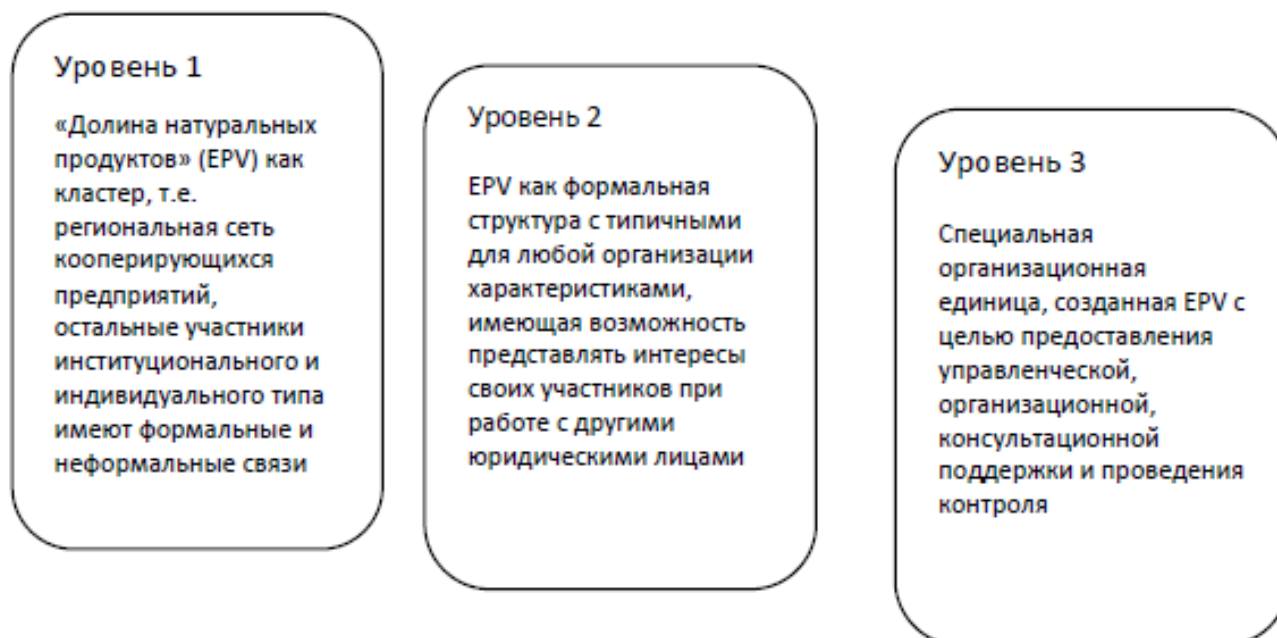 Уровень 1
«Долина натуральных
продуктов» (EPV) как
кластер, т.е.
региональная сеть
кооперирующихся
предприятий,
остальные участники
институционального и
индивидуального типа
имеют формальные и
неформальные связи
Уровень 2
EPV как формальная
структура с типичными
для любой организации
характеристиками,
имеющая возможность
представлять интересы
своих участников при
работе с другими
юридическими лицами
Уровень 3
Специальная
организационная
единица, созданная EPV с
целью предоставления
управленческой,
организационной,
консультационной
поддержки и проведения
контроля